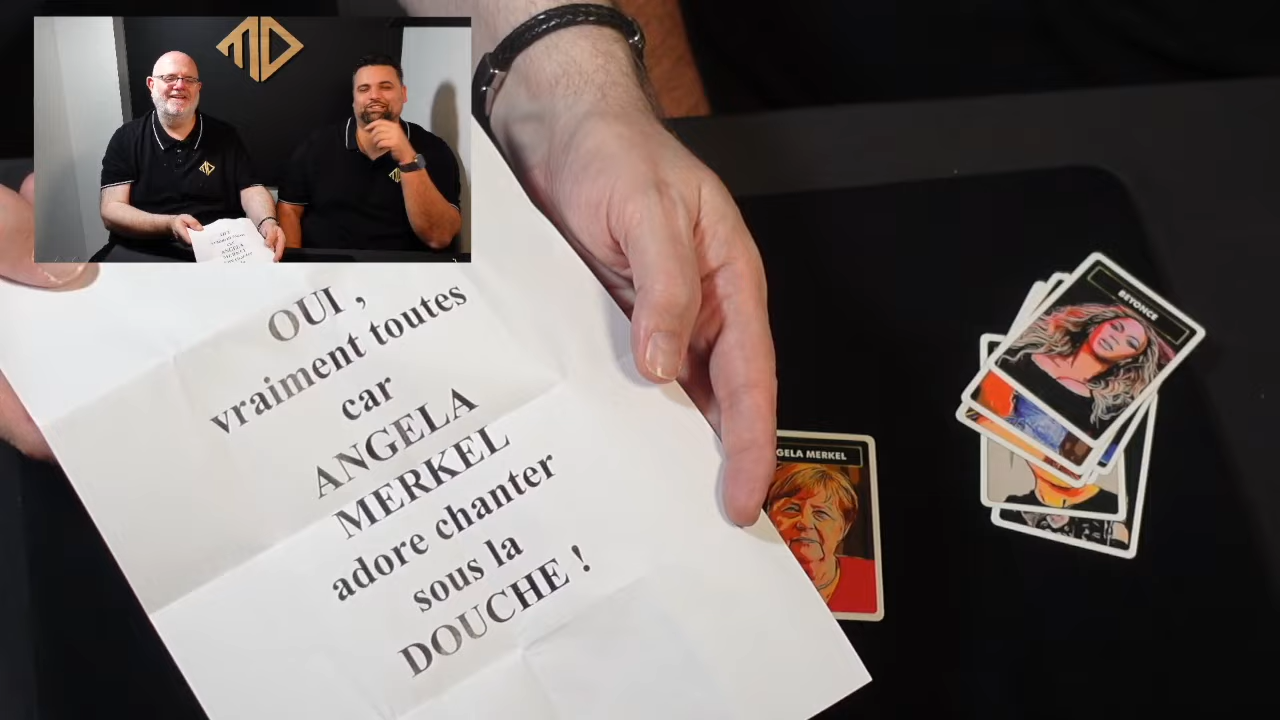 OUI ,
vraiment toutes
car
ANGELA
MERKEL
adore chanter
sous la
DOUCHE !
GELA MERKEL
BEYONCE